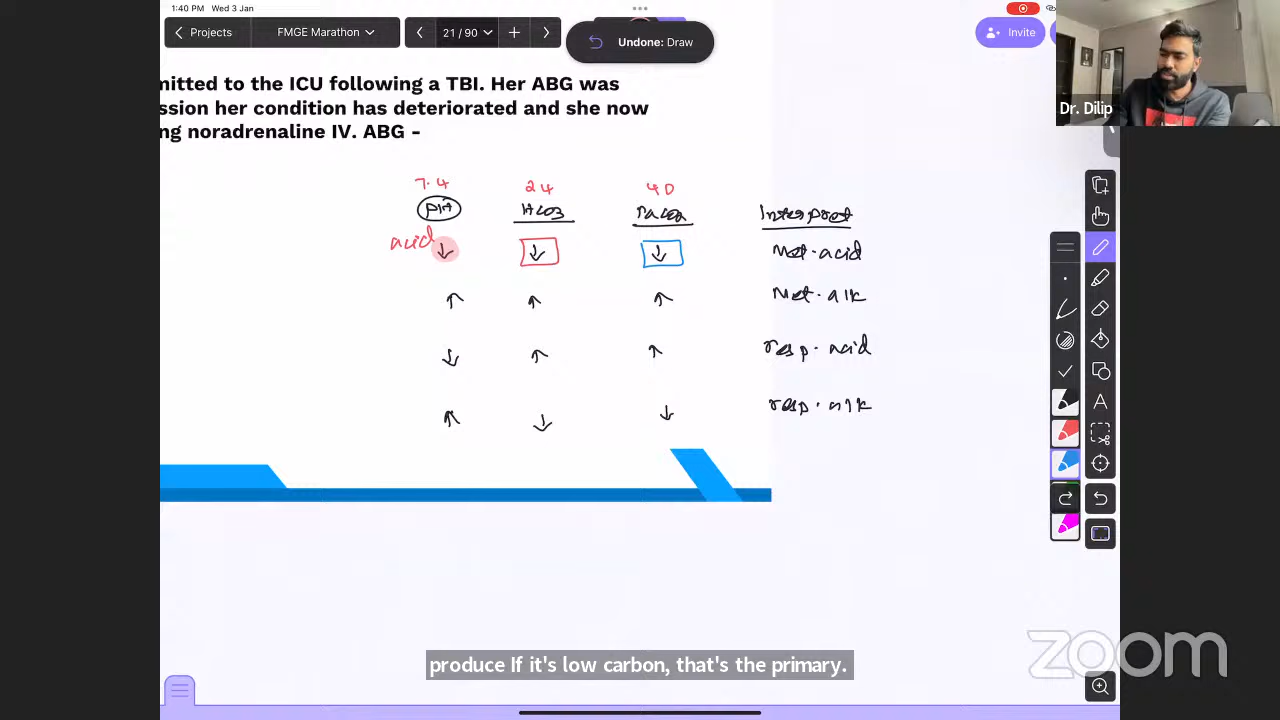 1:40 PM Wed 3 Jan
Projects
FMGE Marathon
21 / 90
Undone: Draw
Invite
Dr. Dilip
mitted to the ICU following a TBI. Her ABG was
ssion her condition has deteriorated and she now
ng noradrenaline IV. ABG -
7.4 24 40
pH HCO3 PaCO2 Interpret
acid ↓ ↓ ↓ Met. acid
↑ ↑ ↑ Met. alk
↓ ↑ ↑ resp. acid
↑ ↓ ↓ resp. alk
produce If it's low carbon, that's the primary.
zoom